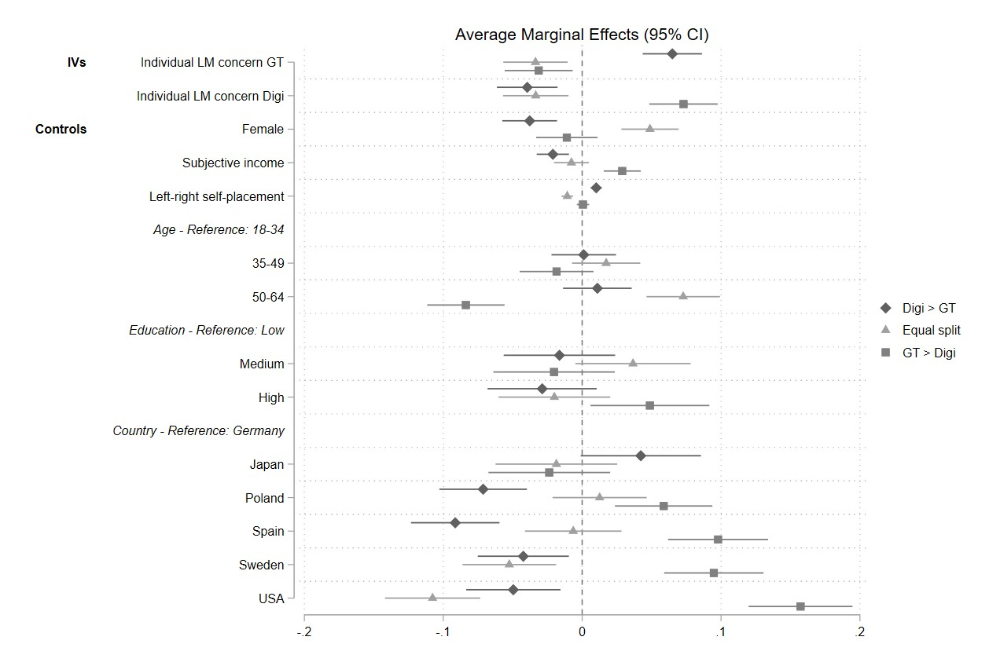 Average Marginal Effects (95% CI)
IVs
Individual LM concern GT
Individual LM concern Digi
Controls
Female
Subjective income
Left-right self-placement
Age - Reference: 18-34
35-49
50-64
Education - Reference: Low
Medium
High
Country - Reference: Germany
Japan
Poland
Spain
Sweden
USA
-.2 -.1 0 .1 .2
Digi > GT
Equal split
GT > Digi